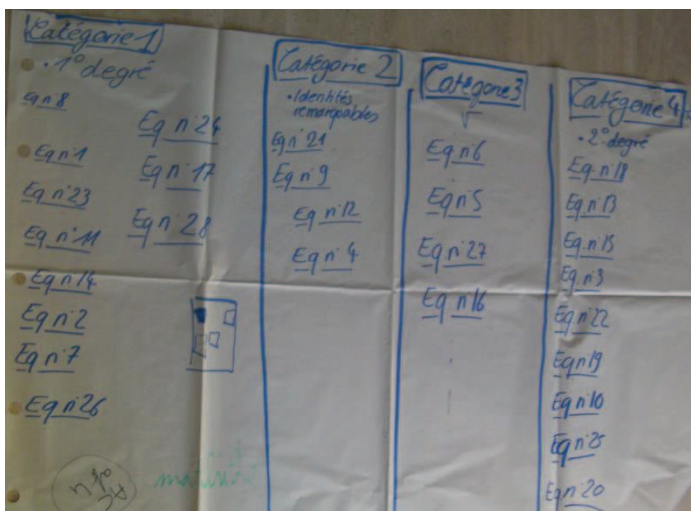 Catégorie 1
• 1° degré
eq n 8
Eq n° 1
Eq n° 23
Eq n° 11
Eq n° 14
Eq n° 2
Eq n° 7
Eq n° 26
Eq n° 24
Eq n° 17
Eq n° 28
Catégorie 2
• Identités
remarquables
Eq n° 21
Eq n° 9
Eq n° 12
Eq n° 4
Catégorie 3
√
Eq n° 6
Eq n° 5
Eq n° 27
Eq n° 16
Catégorie 4
• 2° degré
Eq n° 18
Eq n° 13
Eq n° 15
Eq n° 3
Eq n° 22
Eq n° 19
Eq n° 10
Eq n° 25
Eq n° 20